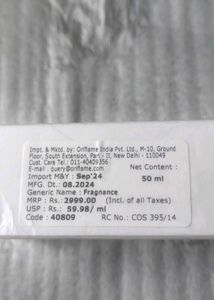 Impt. & Mktd. by: Oriflame India Pvt. Ltd., M-10, Ground
Floor, South Extension, Part - II, New Delhi - 110049
Cust. Care Tel.: 011-40409356
E-mail : query@oriflame.com
Net Content :
50 ml
Import M&Y : Sep'24
MFG. Dt.: 08.2024
Generic Name : Fragnance
MRP : Rs. 2999.00 (Incl. of all Taxes)
USP : Rs. 59.98/ ml
Code : 40809 RC No.: COS 395/14